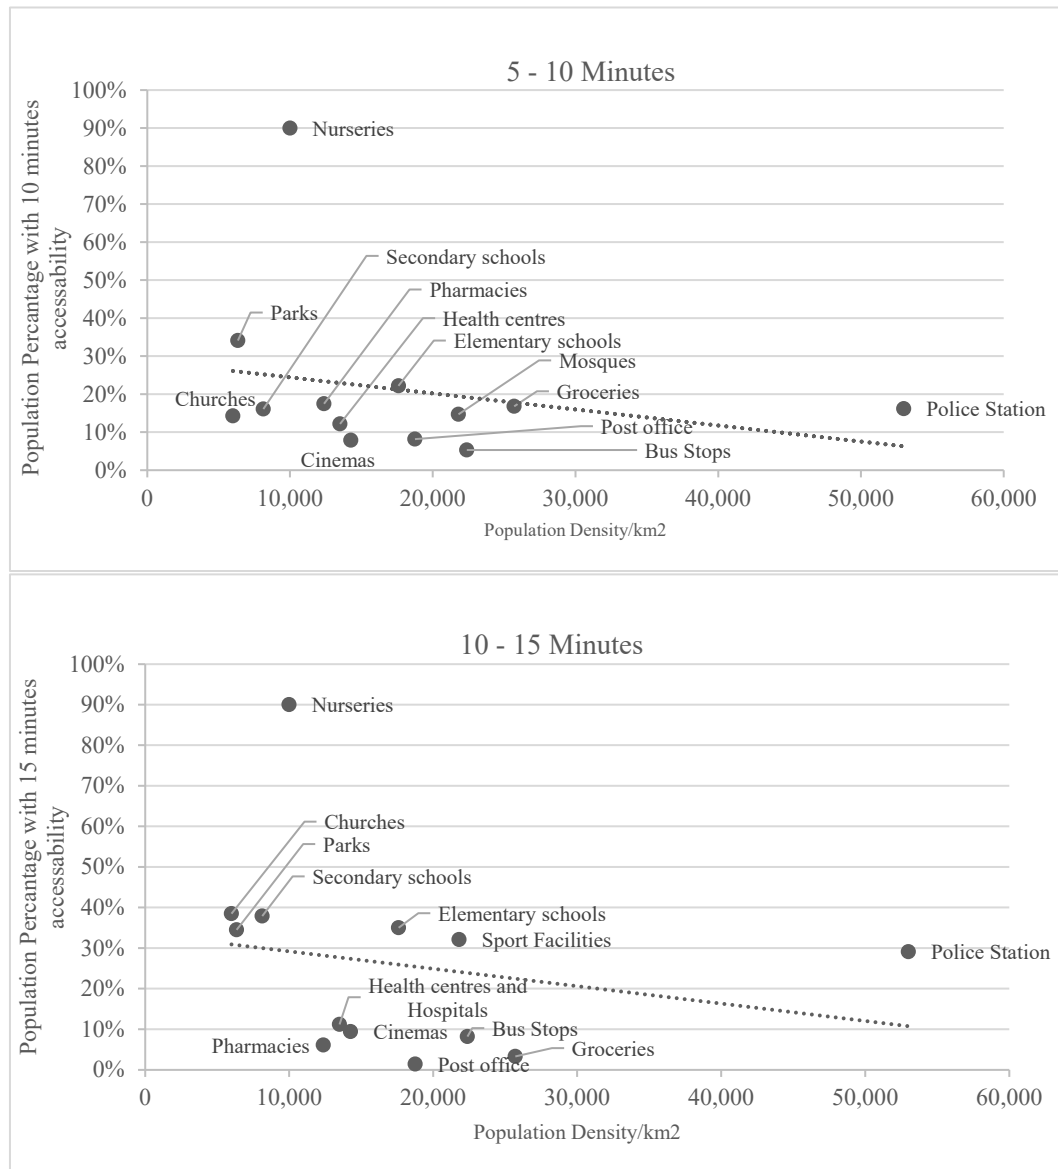 5 - 10 Minutes
Population Percantage with 10 minutes
accessability
100%
90%
80%
70%
60%
50%
40%
30%
20%
10%
0%
Nurseries
Secondary schools
Pharmacies
Parks
Health centres
Elementary schools
Mosques
Groceries
Churches
Police Station
Post office
Bus Stops
Cinemas
0
10,000
20,000
30,000
40,000
50,000
60,000
Population Density/km2
10 - 15 Minutes
Population Percantage with 15 minutes
accessability
100%
90%
80%
70%
60%
50%
40%
30%
20%
10%
0%
Nurseries
Churches
Parks
Secondary schools
Elementary schools
Sport Facilities
Police Station
Health centres and
Hospitals
Cinemas
Bus Stops
Pharmacies
Groceries
Post office
0
10,000
20,000
30,000
40,000
50,000
60,000
Population Density/km2